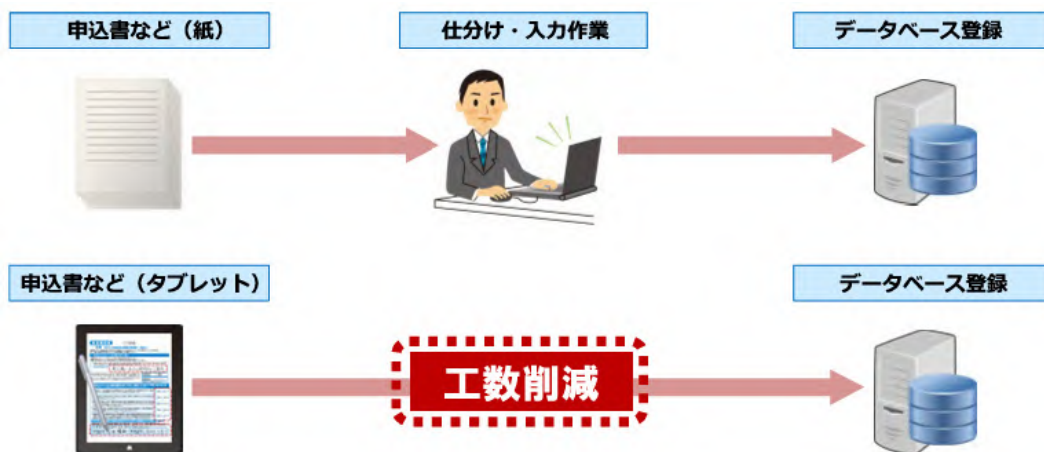 申込書など（紙）
仕分け・入力作業
データベース登録
申込書など（タブレット）
データベース登録
工数削減